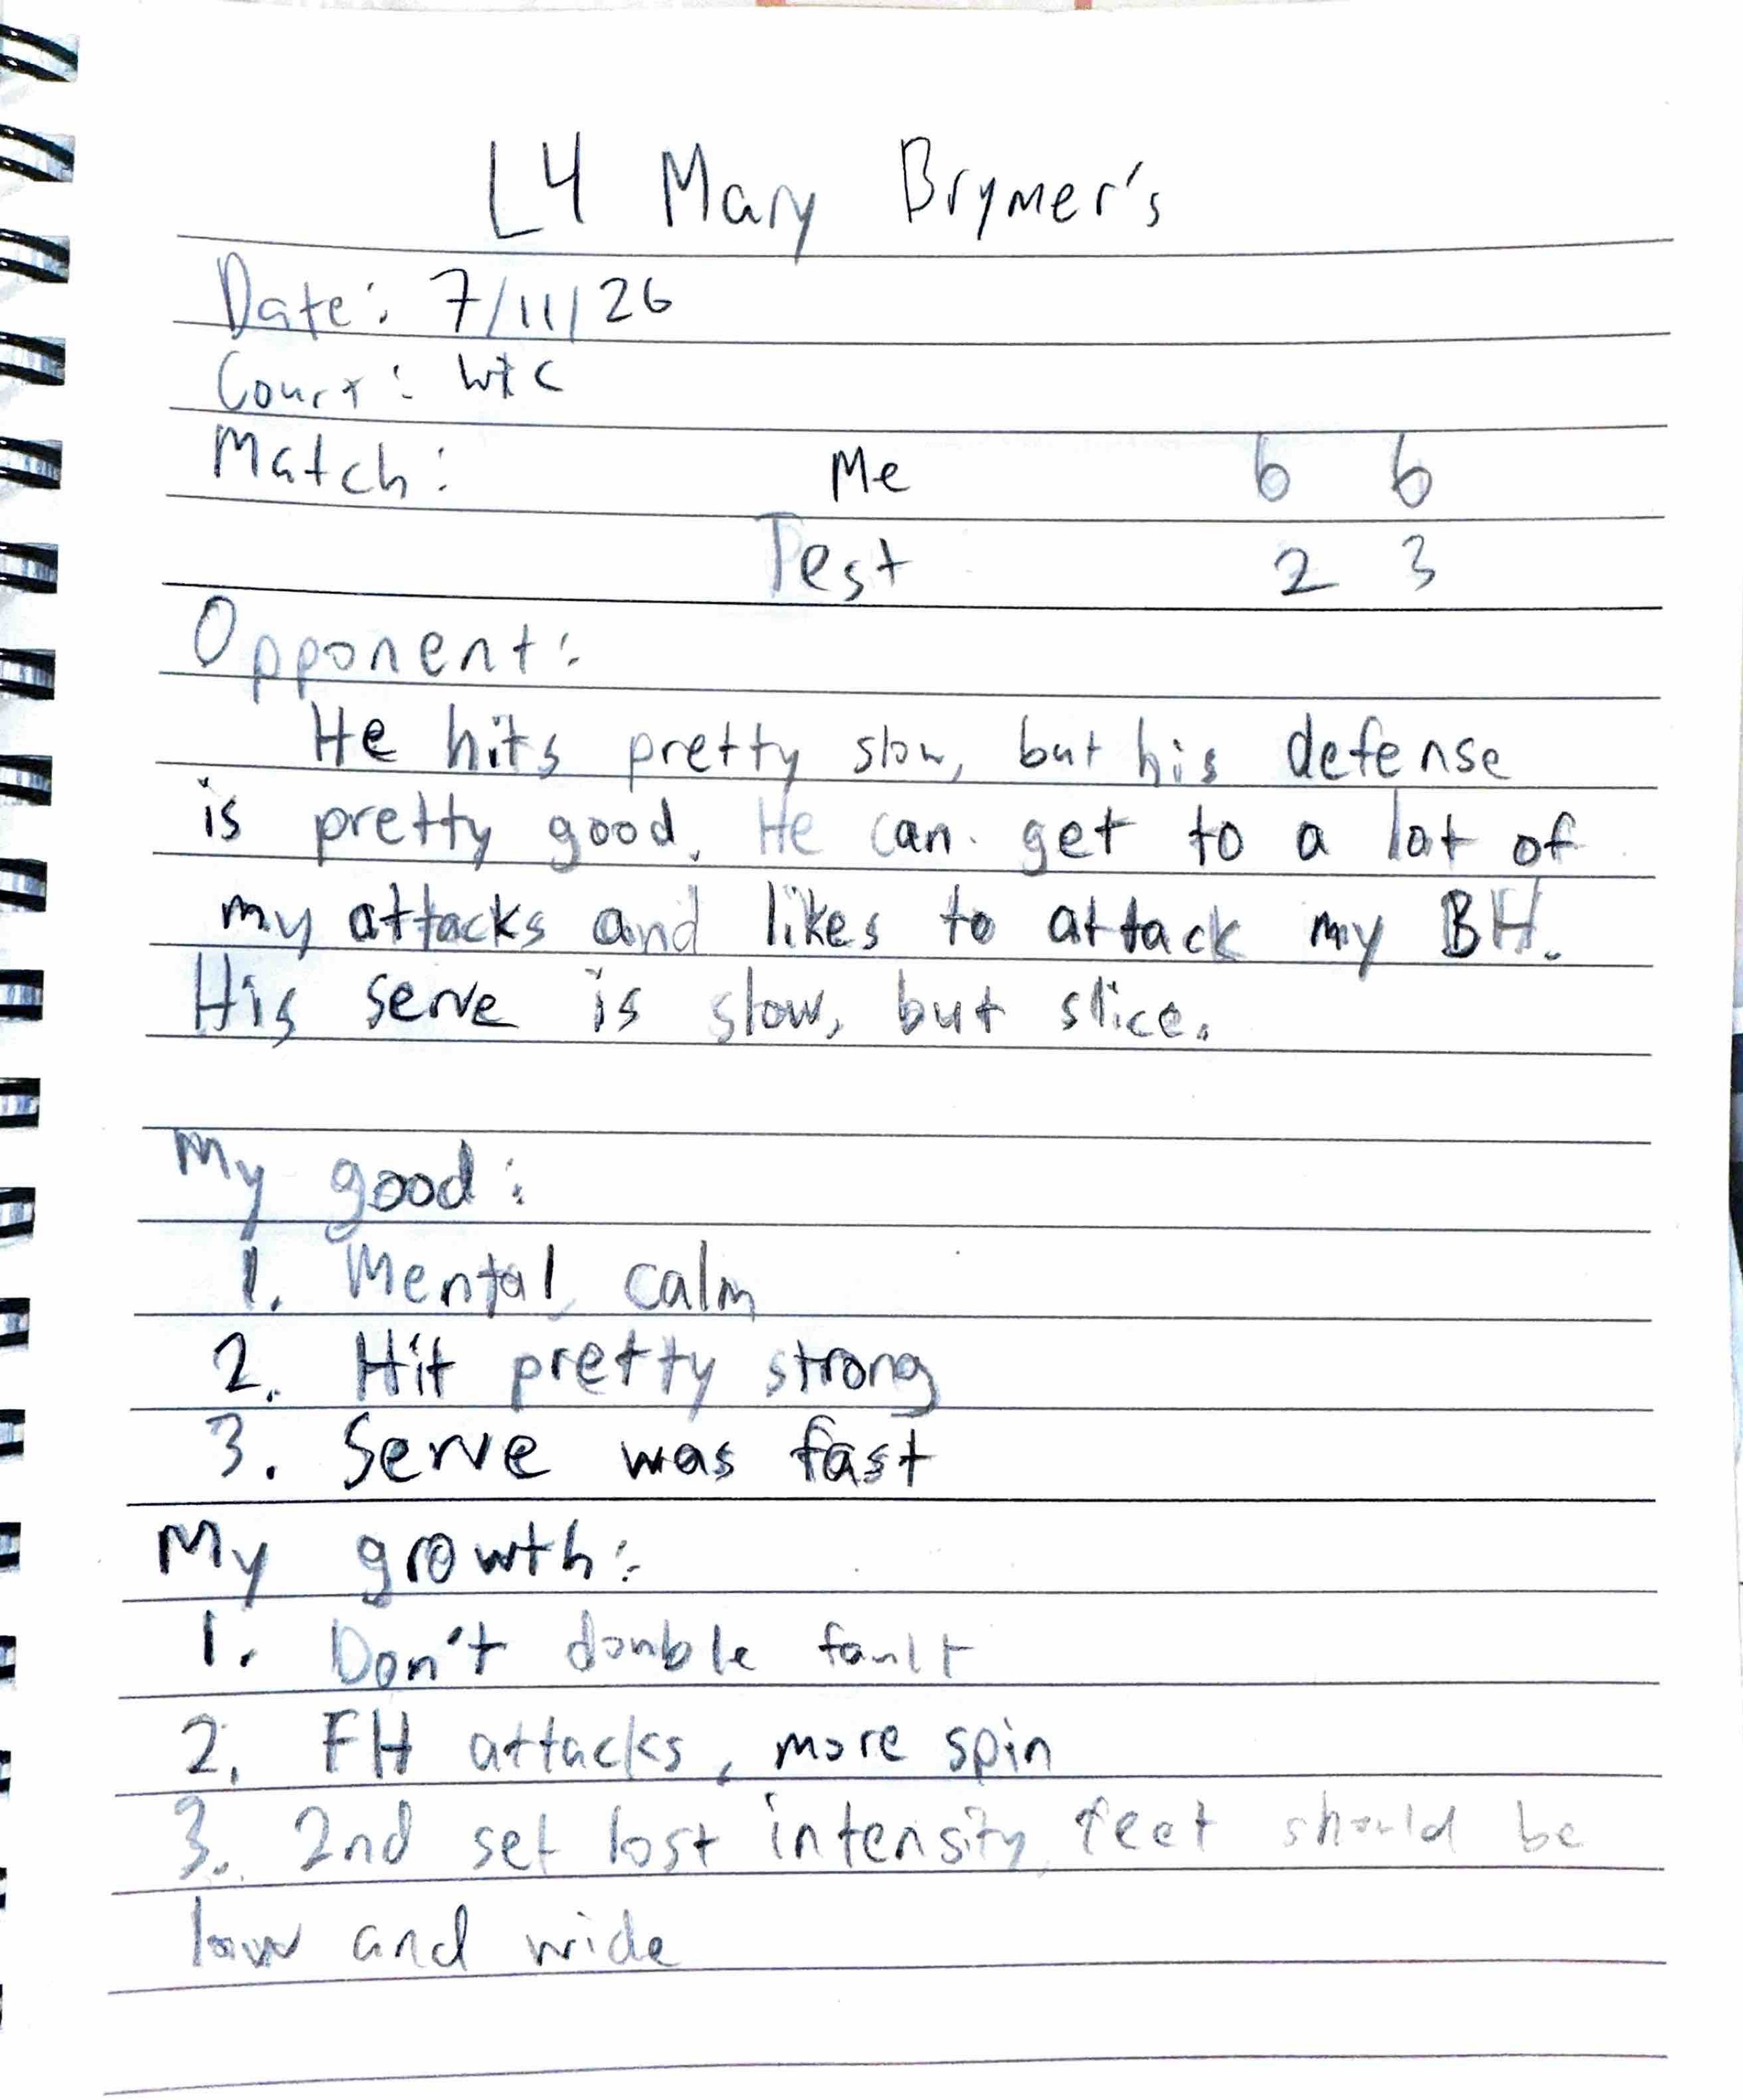 L4 Mary Brymer's
Date: 7/11/26
Court: wtc
Match: Me 6 6
Test 2 3
Opponent:
He hits pretty slow, but his defense
is pretty good. He can get to a lot of
my attacks and likes to attack my BH.
His serve is slow, but slice.
My good:
1. Mental calm
2. Hit pretty strong
3. Serve was fast
My growth:
1. Don't double fault
2. FH attacks, more spin
3. 2nd set lost intensity, feet should be
low and wide